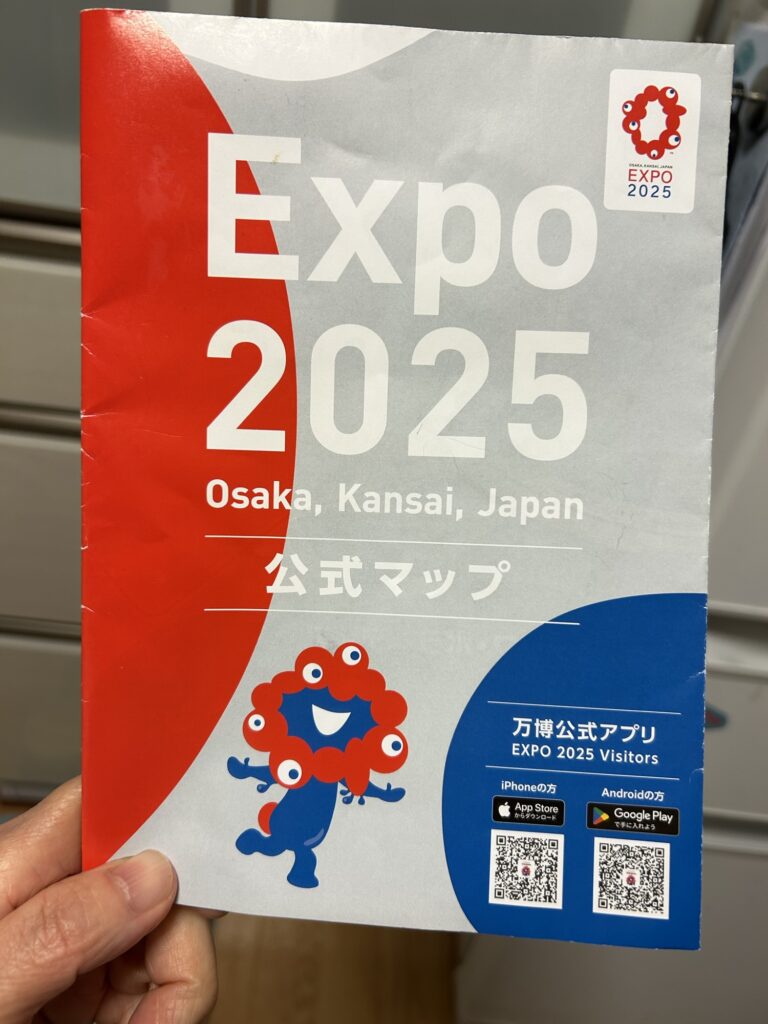 Expo
2025
Osaka, Kansai, Japan
公式マップ
OSAKA, KANSAI, JAPAN
EXPO
2025
万博公式アプリ
EXPO 2025 Visitors
iPhoneの方
App Store
からダウンロード
Androidの方
Google Play
で手に入れよう